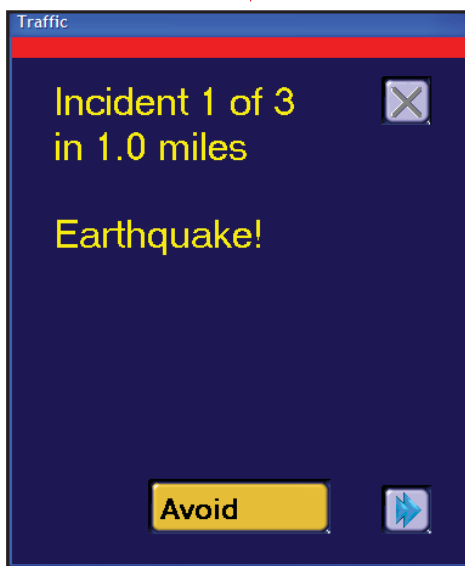 Traffic
Incident 1 of 3
in 1.0 miles
Earthquake!
Avoid